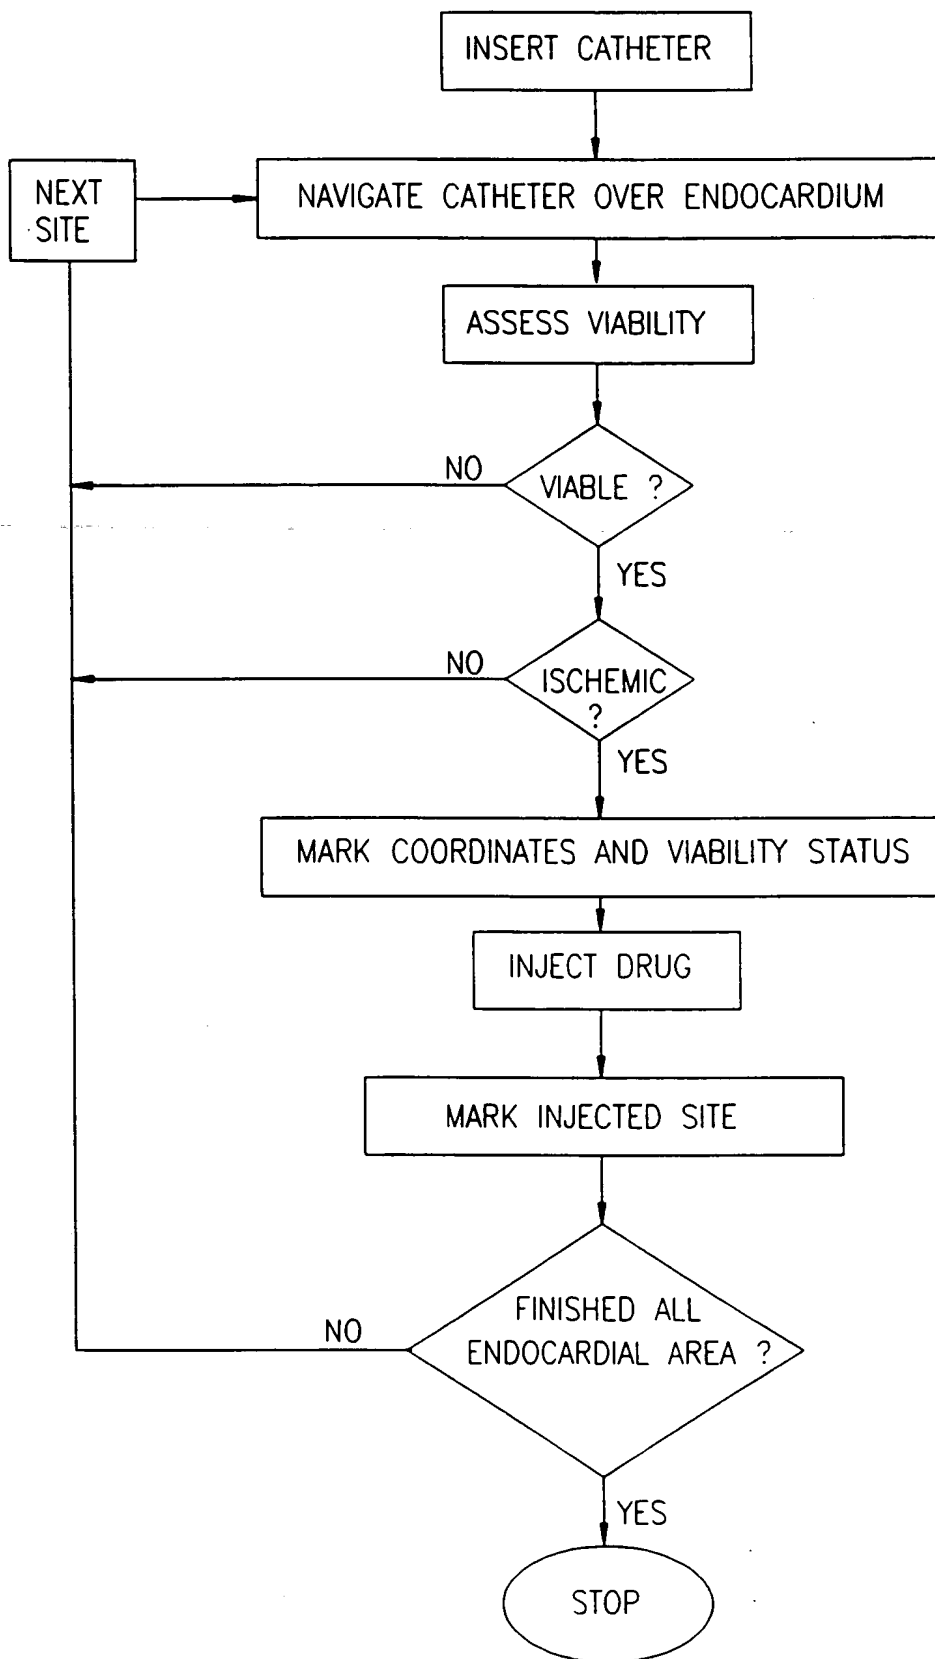 INSERT CATHETER
NEXT
SITE
NAVIGATE CATHETER OVER ENDOCARDIUM
ASSESS VIABILITY
NO
VIABLE ?
YES
NO
ISCHEMIC
?
YES
MARK COORDINATES AND VIABILITY STATUS
INJECT DRUG
MARK INJECTED SITE
FINISHED ALL
ENDOCARDIAL AREA ?
NO
YES
STOP